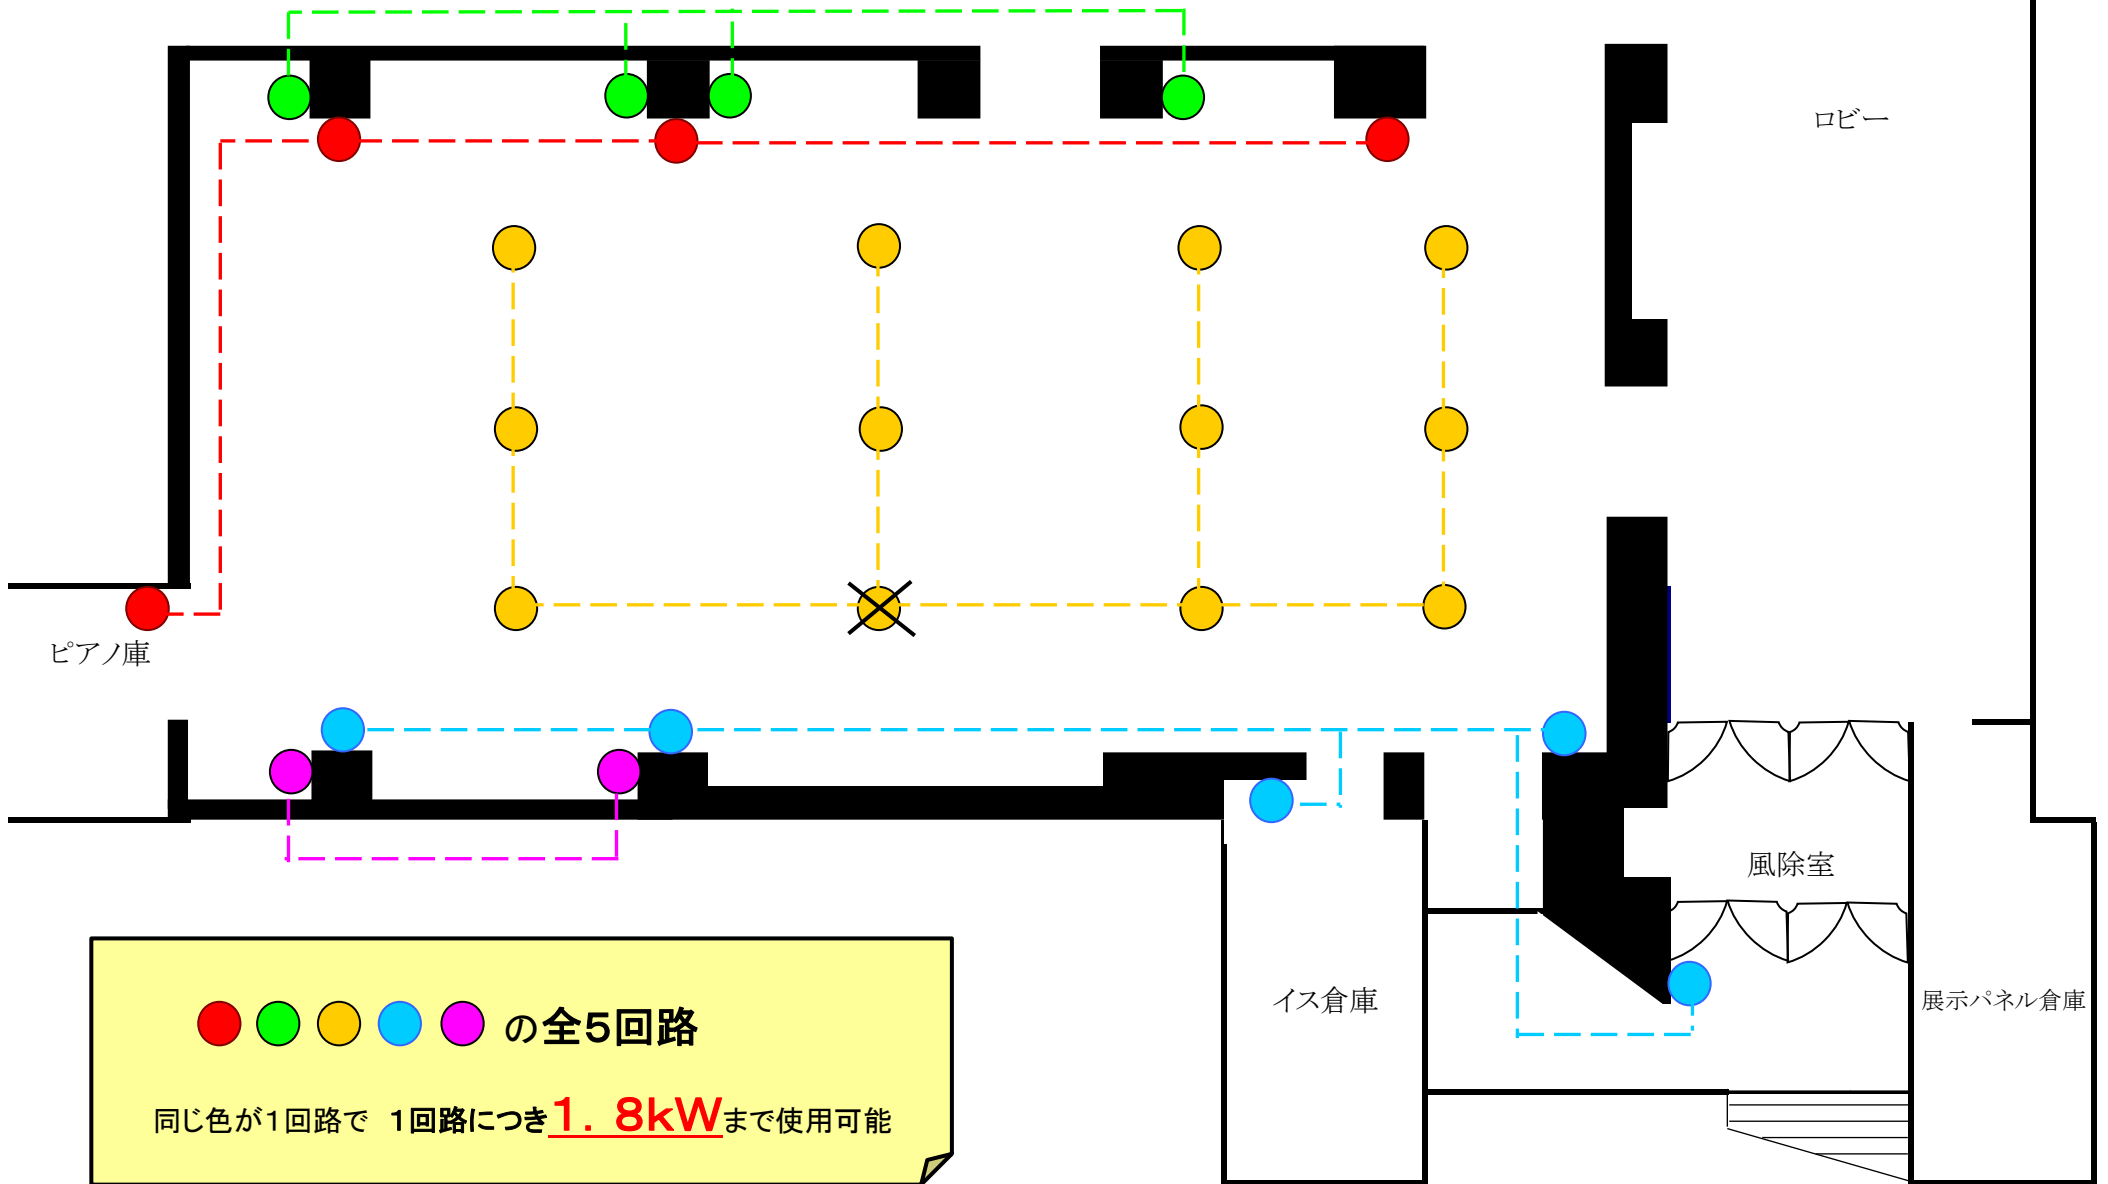 ロビー
ピアノ庫
風除室
イス倉庫
展示パネル倉庫
の全5回路
同じ色が1回路で 1回路につき1.8kWまで使用可能